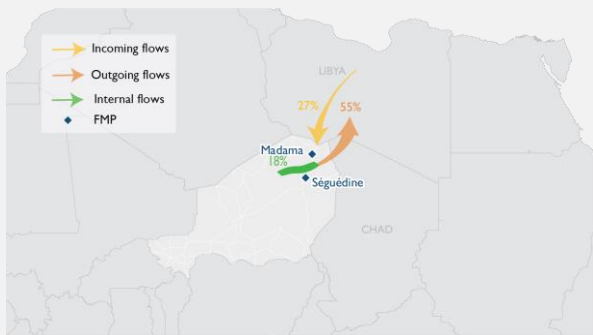 Incoming flows
Outgoing flows
Internal flows
FMP
LIBYA
27%
55%
Madama
18%
Séguédine
CHAD